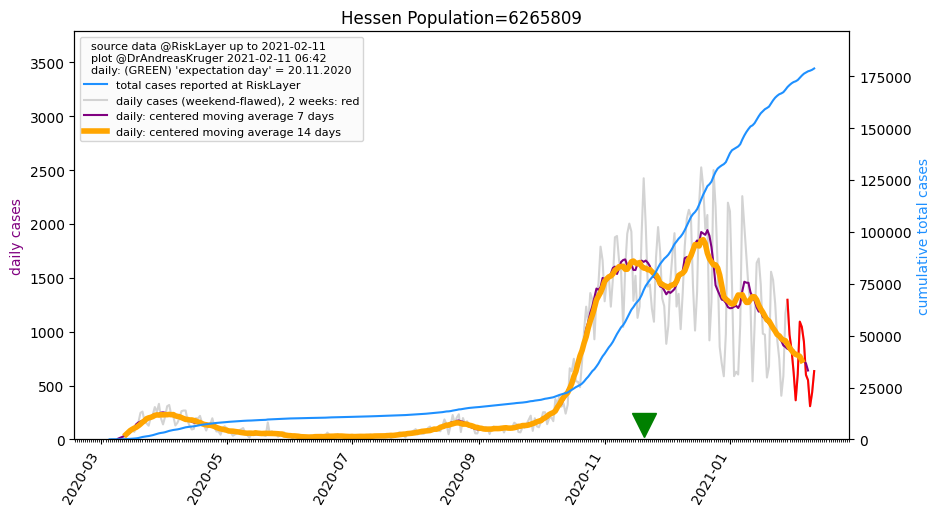 Hessen Population=6265809
source data @RiskLayer up to 2021-02-11
plot @DrAndreasKruger 2021-02-11 06:42
daily: (GREEN) 'expectation day' = 20.11.2020
total cases reported at RiskLayer
daily cases (weekend-flawed), 2 weeks: red
daily: centered moving average 7 days
daily: centered moving average 14 days
daily cases
3500
3000
2500
2000
1500
1000
500
0
175000
150000
125000
100000
75000
50000
25000
0
cumulative total cases
2020-03
2020-05
2020-07
2020-09
2020-11
2021-01